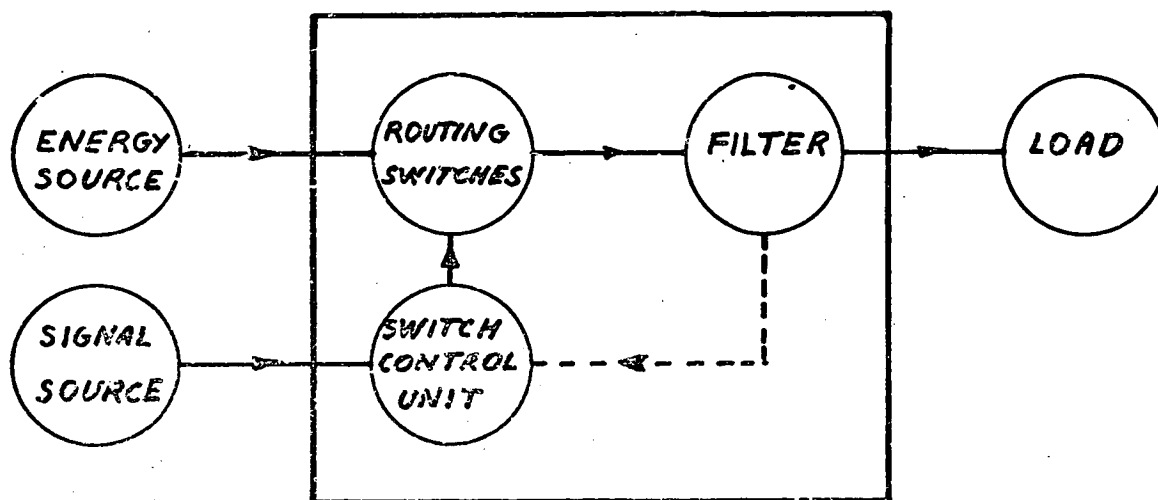 ENERGY
SOURCE
ROUTING
SWITCHES
FILTER
LOAD
SIGNAL
SOURCE
SWITCH
CONTROL
UNIT